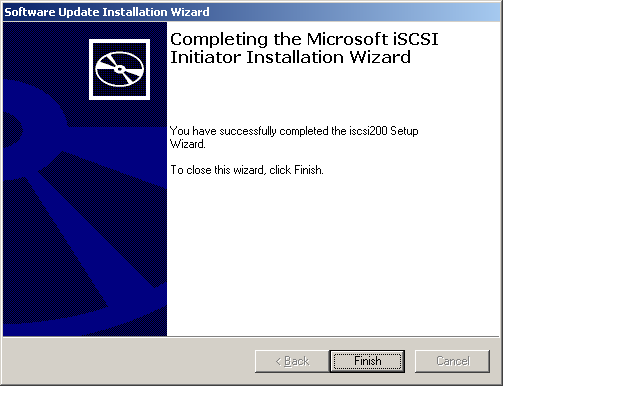 Software Update Installation Wizard
Completing the Microsoft iSCSI
Initiator Installation Wizard
You have successfully completed the iscsi200 Setup
Wizard.
To close this wizard, click Finish.
< Back
Finish
Cancel